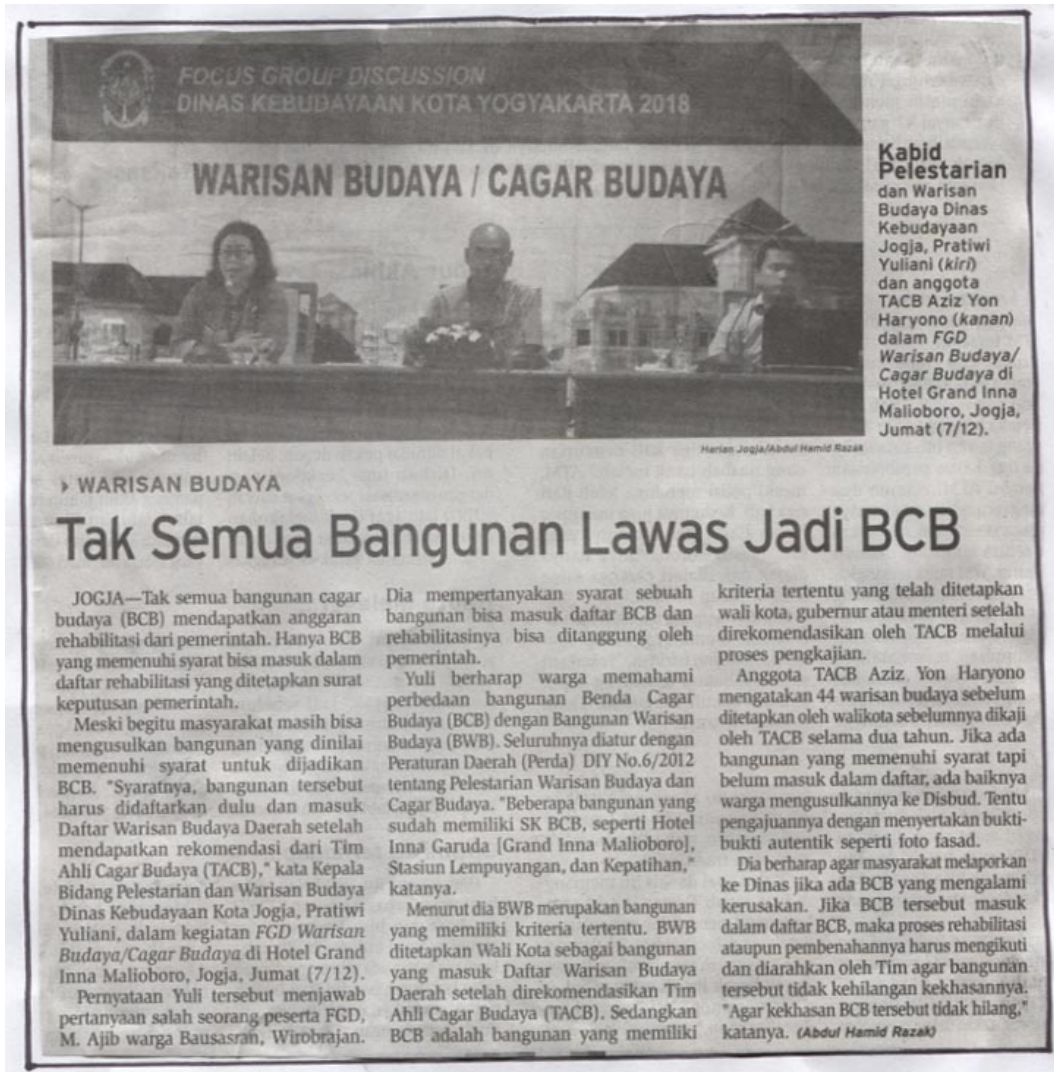 FOCUS GROUP DISCUSSION
DINAS KEBUDAYAAN KOTA YOGYAKARTA 2018
WARISAN BUDAYA / CAGAR BUDAYA
Kabid
Pelestarian
dan Warisan
Budaya Dinas
Kebudayaan
Jogja, Pratiwi
Yuliani (kiri)
dan anggota
TACB Aziz Yon
Haryono (kanan)
dalam FGD
Warisan Budaya/
Cagar Budaya di
Hotel Grand Inna
Malioboro, Jogja,
Jumat (7/12).
Harian Jogja/Abdul Hamid Razak
WARISAN BUDAYA
Tak Semua Bangunan Lawas Jadi BCB
JOGJA—Tak semua bangunan cagar
budaya (BCB) mendapatkan anggaran
rehabilitasi dari pemerintah. Hanya BCB
yang memenuhi syarat bisa masuk dalam
daftar rehabilitasi yang ditetapkan surat
keputusan pemerintah.
Meski begitu masyarakat masih bisa
mengusulkan bangunan yang dinilai
memenuhi syarat untuk dijadikan
BCB. "Syaratnya, bangunan tersebut
harus didaftarkan dulu dan masuk
Daftar Warisan Budaya Daerah setelah
mendapatkan rekomendasi dari Tim
Ahli Cagar Budaya (TACB)," kata Kepala
Bidang Pelestarian dan Warisan Budaya
Dinas Kebudayaan Kota Jogja, Pratiwi
Yuliani, dalam kegiatan FGD Warisan
Budaya/Cagar Budaya di Hotel Grand
Inna Malioboro, Jogja, Jumat (7/12).
Pernyataan Yuli tersebut menjawab
pertanyaan salah seorang peserta FGD,
M. Ajib warga Bausasran, Wirobrajan.
Dia mempertanyakan syarat sebuah
bangunan bisa masuk daftar BCB dan
rehabilitasinya bisa ditanggung oleh
pemerintah.
Yuli berharap warga memahami
perbedaan bangunan Benda Cagar
Budaya (BCB) dengan Bangunan Warisan
Budaya (BWB). Seluruhnya diatur dengan
Peraturan Daerah (Perda) DIY No.6/2012
tentang Pelestarian Warisan Budaya dan
Cagar Budaya. "Beberapa bangunan yang
sudah memiliki SK BCB, seperti Hotel
Inna Garuda [Grand Inna Malioboro],
Stasiun Lempuyangan, dan Kepatihan,"
katanya.
Menurut dia BWB merupakan bangunan
yang memiliki kriteria tertentu. BWB
ditetapkan Wali Kota sebagai bangunan
yang masuk Daftar Warisan Budaya
Daerah setelah direkomendasikan Tim
Ahli Cagar Budaya (TACB). Sedangkan
BCB adalah bangunan yang memiliki
kriteria tertentu yang telah ditetapkan
wali kota, gubernur atau menteri setelah
direkomendasikan oleh TACB melalui
proses pengkajian.
Anggota TACB Aziz Yon Haryono
mengatakan 44 warisan budaya sebelum
ditetapkan oleh walikota sebelumnya dikaji
oleh TACB selama dua tahun. Jika ada
bangunan yang memenuhi syarat tapi
belum masuk dalam daftar, ada baiknya
warga mengusulkannya ke Disbud. Tentu
pengajuannya dengan menyertakan bukti-
bukti autentik seperti foto fasad.
Dia berharap agar masyarakat melaporkan
ke Dinas jika ada BCB yang mengalami
kerusakan. Jika BCB tersebut masuk
dalam daftar BCB, maka proses rehabilitasi
ataupun pembenahannya harus mengikuti
dan diarahkan oleh Tim agar bangunan
tersebut tidak kehilangan kekhasannya.
"Agar kekhasan BCB tersebut tidak hilang,"
katanya. (Abdul Hamid Razak)